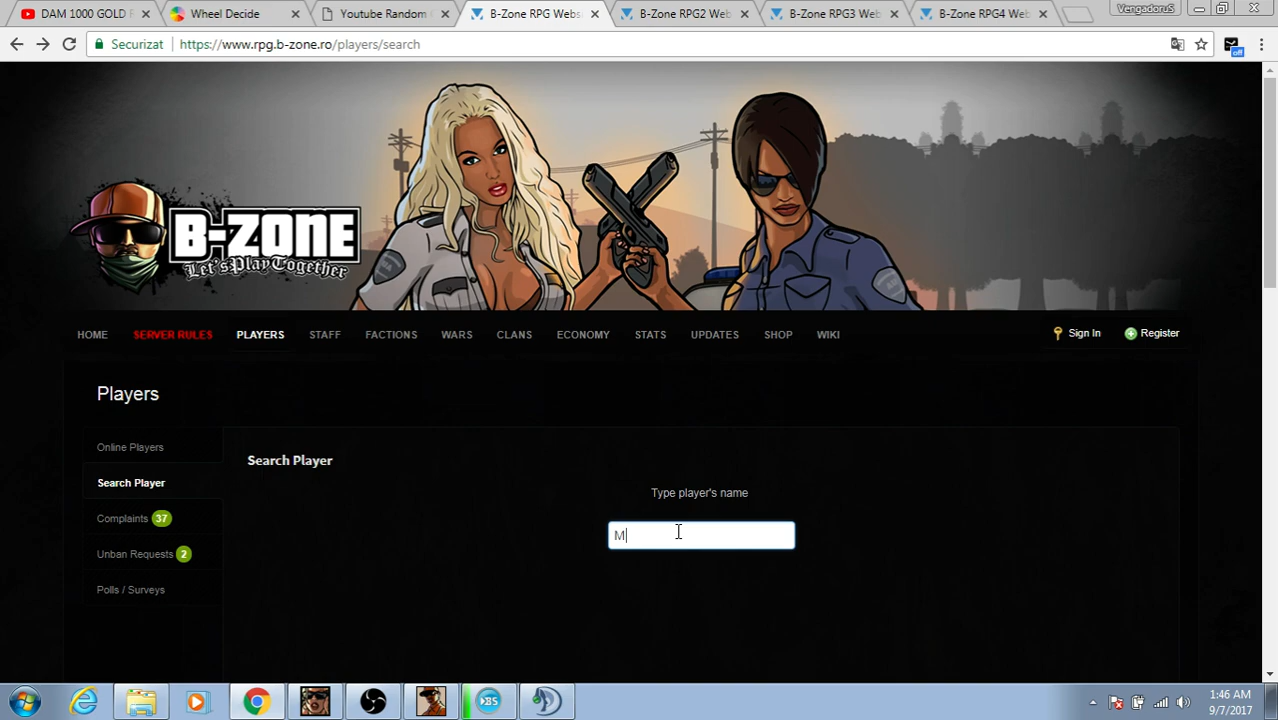 DAM 1000 GOLD F
Wheel Decide
Youtube Random C
B-Zone RPG Webs
B-Zone RPG2 Web
B-Zone RPG3 Web
B-Zone RPG4 Web
VengadoruS
Securizat
https://www.rpg.b-zone.ro/players/search
off
B-ZONE
Let'sPlayTogether
HOME
SERVER RULES
PLAYERS
STAFF
FACTIONS
WARS
CLANS
ECONOMY
STATS
UPDATES
SHOP
WIKI
Sign In
Register
Players
Online Players
Search Player
Complaints 37
Unban Requests 2
Polls / Surveys
Search Player
Type player's name
M
1:46 AM
9/7/2017